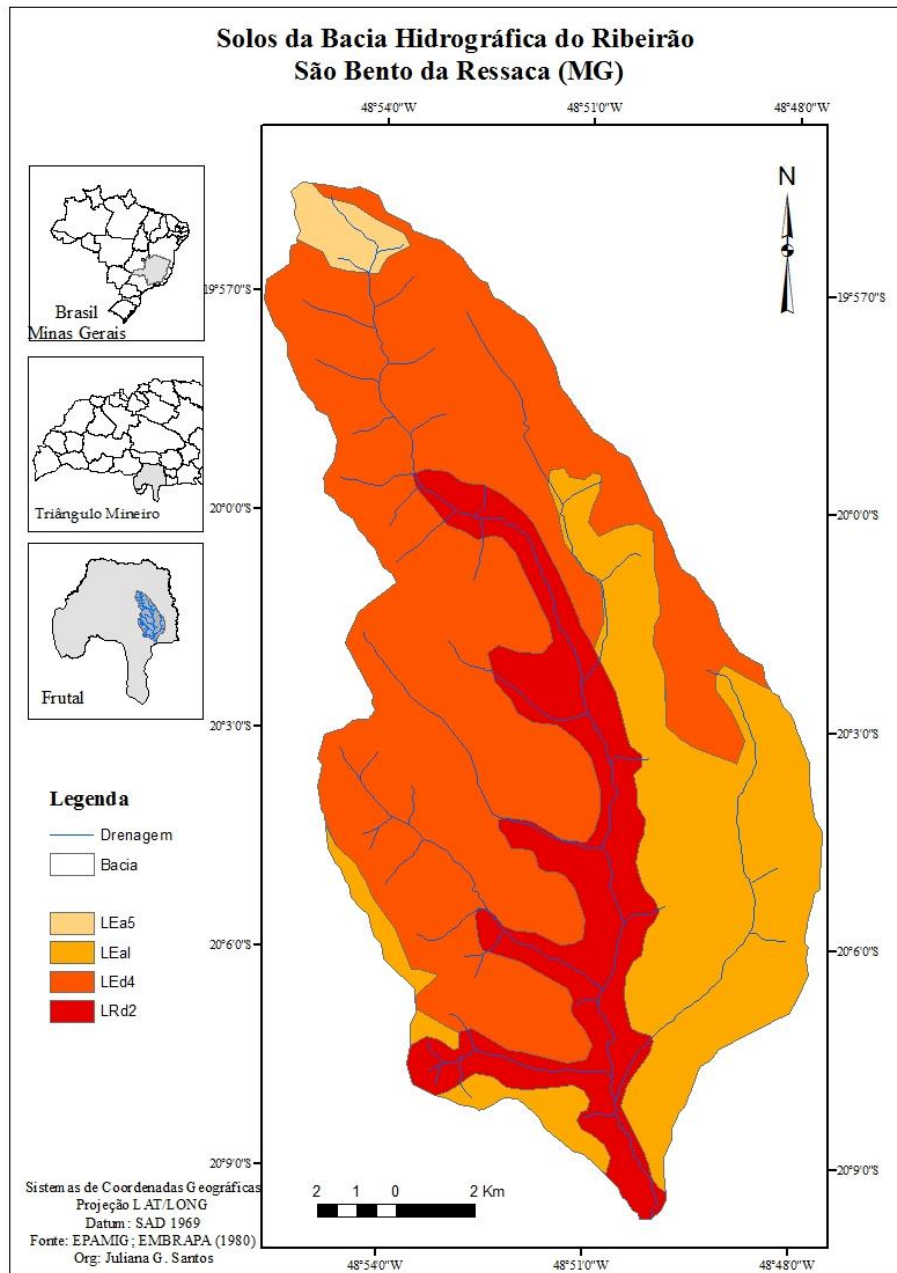 Solos da Bacia Hidrográfica do Ribeirão
São Bento da Ressaca (MG)
48°54'0"W
48°51'0"W
48°48'0"W
N
Brasil
Minas Gerais
19°57'0"S
19°57'0"S
Triângulo Mineiro
20°0'0"S
20°0'0"S
Frutal
20°3'0"S
20°3'0"S
Legenda
Drenagem
Bacia
LEa5
LEal
LEd4
LRd2
20°6'0"S
20°6'0"S
20°9'0"S
20°9'0"S
Sistemas de Coordenadas Geográficas
Projeção LAT/LONG
Datum: SAD 1969
Fonte: EPAMIG; EMBRAPA (1980)
Org: Juliana G. Santos
2 1 0 2 Km
48°54'0"W
48°51'0"W
48°48'0"W